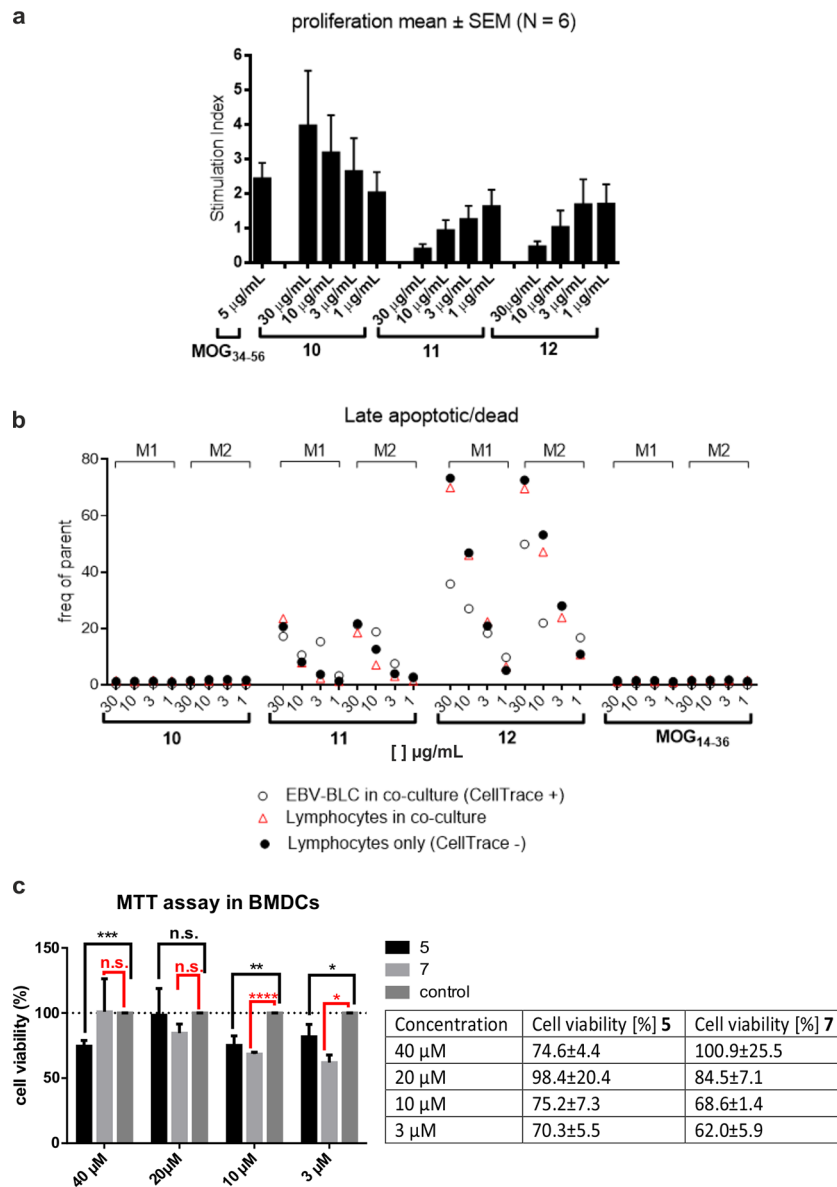 a
proliferation mean ± SEM (N = 6)
Stimulation Index
6
5
4
3
2
1
0
5 µg/mL
30 µg/mL
10 µg/mL
3 µg/mL
1 µg/mL
30 µg/mL
10 µg/mL
3 µg/mL
1 µg/mL
30µg/mL
10 µg/mL
3 µg/mL
1 µg/mL
MOG34-56
10
11
12
b
Late apoptotic/dead
freq of parent
M1 M2 M1 M2 M1 M2 M1 M2
80
60
40
20
0
30 10 3 1 30 10 3 1 30 10 3 1 30 10 3 1 30 10 3 1 30 10 3 1 30 10 3 1 30 10 3 1
10 11 12 MOG14-36
[ ] µg/mL
EBV-BLC in co-culture (CellTrace +)
Lymphocytes in co-culture
Lymphocytes only (CellTrace -)
c
MTT assay in BMDCs
cell viability (%)
150
100
50
0
*** n.s. ** *
n.s. n.s. **** *
40 µM 20µM 10 µM 3 µM
5
7
control
Concentration Cell viability [%] 5 Cell viability [%] 7
40 µM 74.6±4.4 100.9±25.5
20 µM 98.4±20.4 84.5±7.1
10 µM 75.2±7.3 68.6±1.4
3 µM 70.3±5.5 62.0±5.9